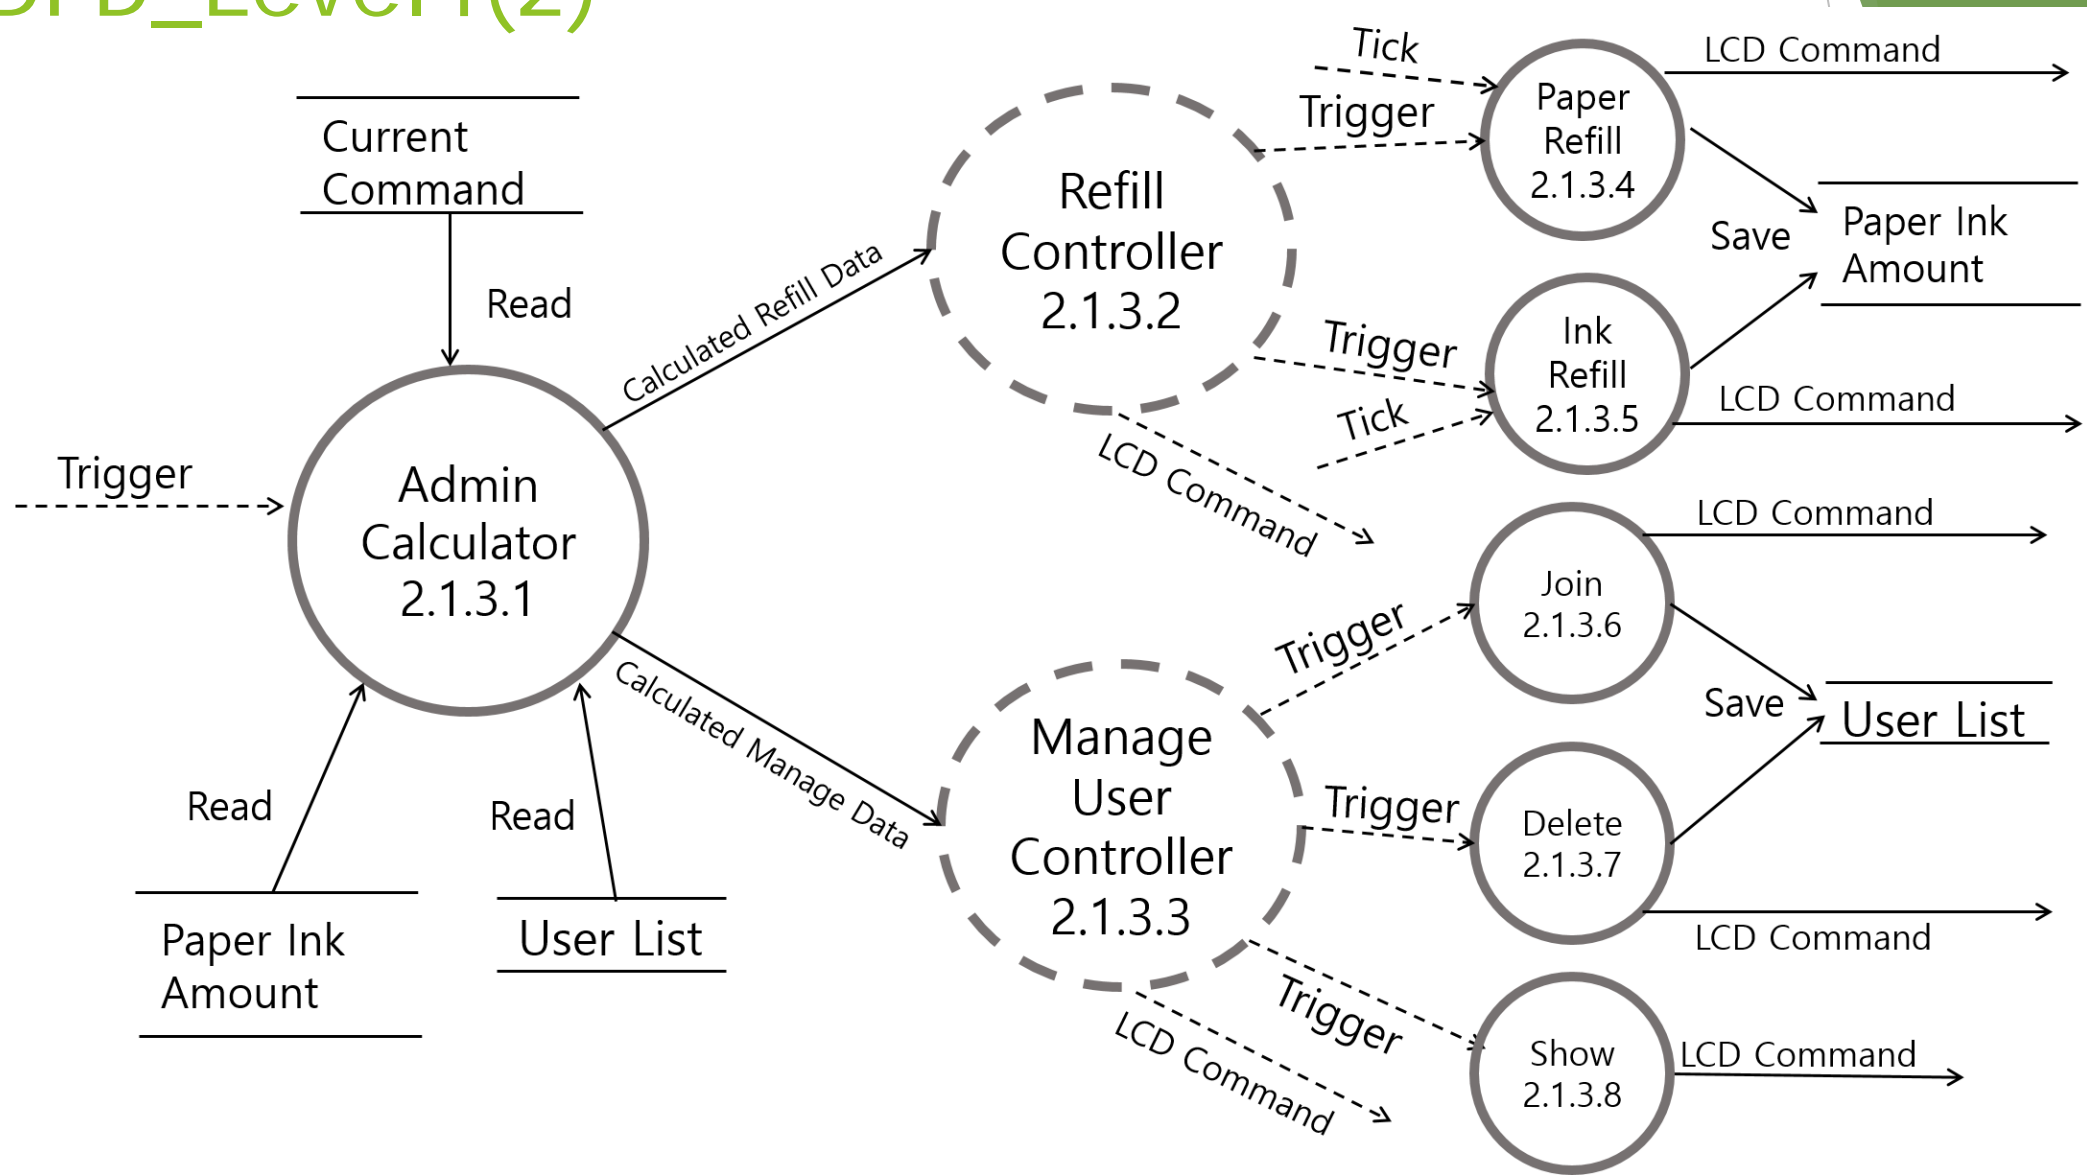 DFD_Level4(2)
Current
Command
Read
Trigger
Admin
Calculator
2.1.3.1
Read
Paper Ink
Amount
Read
User List
Calculated Refill Data
Calculated Manage Data
Refill
Controller
2.1.3.2
LCD Command
Manage
User
Controller
2.1.3.3
LCD Command
Tick
Trigger
Paper
Refill
2.1.3.4
LCD Command
Save
Paper Ink
Amount
Trigger
Tick
Ink
Refill
2.1.3.5
LCD Command
Trigger
Join
2.1.3.6
LCD Command
Save
User List
Trigger
Delete
2.1.3.7
LCD Command
Trigger
Show
2.1.3.8
LCD Command